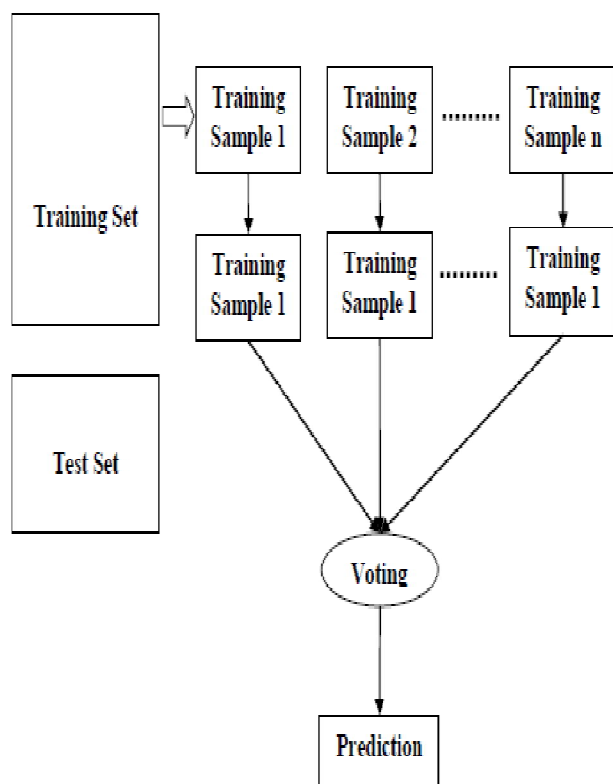 Training Set
Training
Sample 1
Training
Sample 2
Training
Sample n
Training
Sample 1
Training
Sample 1
Training
Sample 1
Test Set
Voting
Prediction